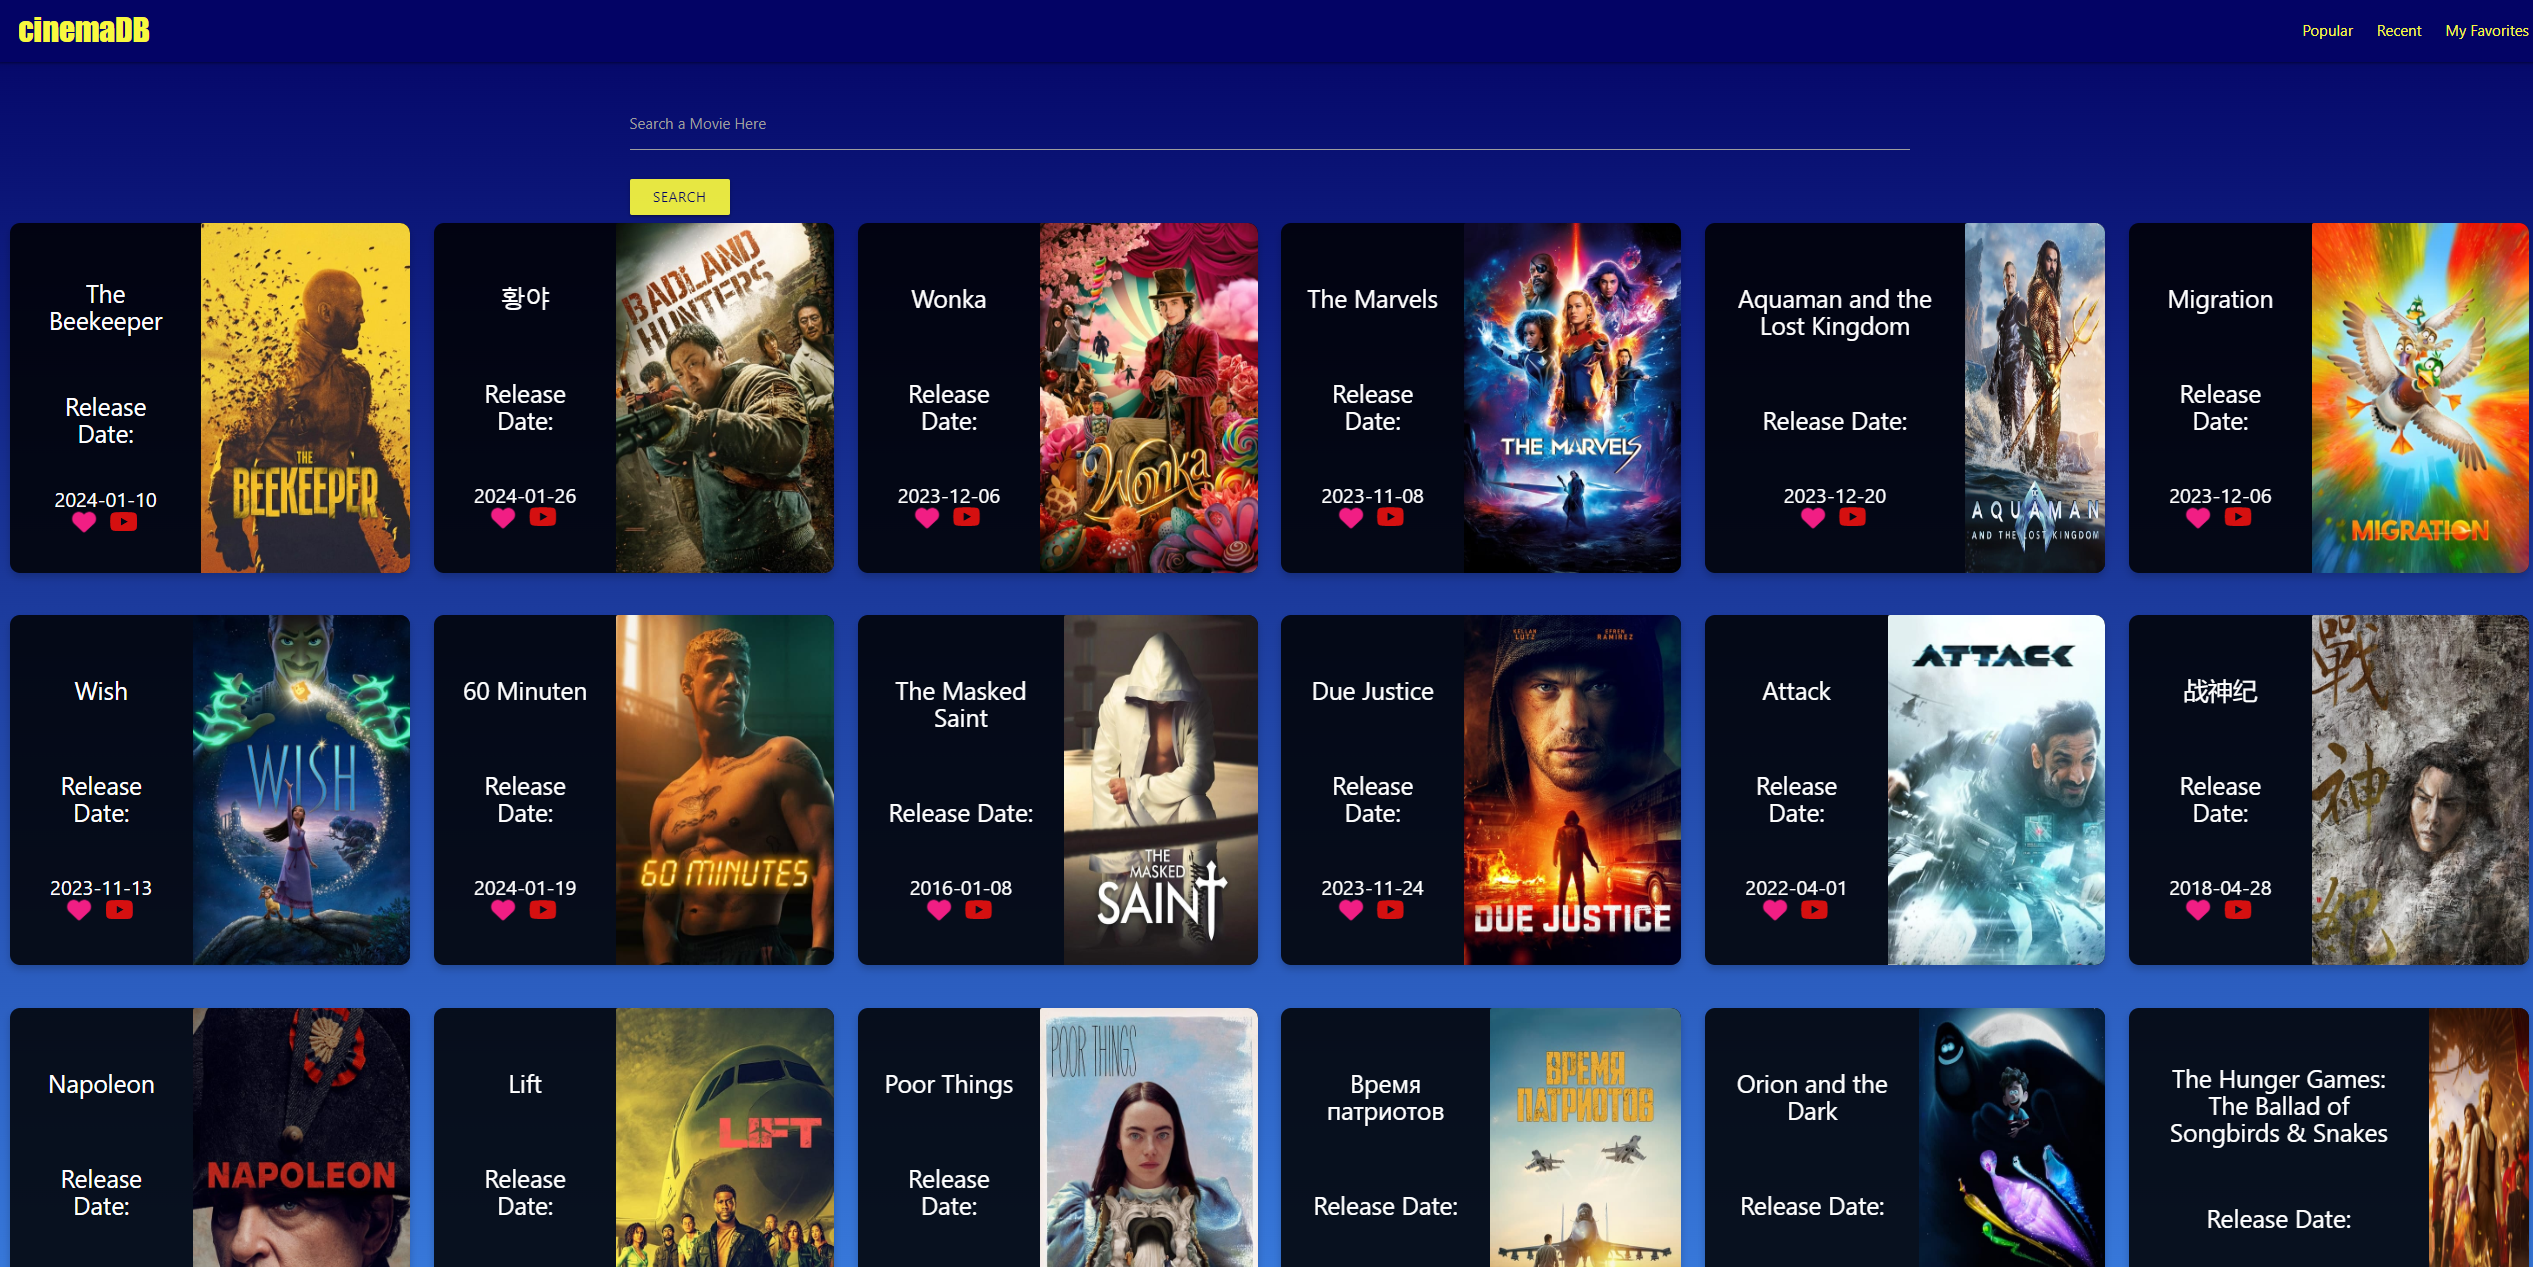 cinemaDB
Popular
Recent
My Favorites
Search a Movie Here
SEARCH
The
Beekeeper
Release
Date:
2024-01-10
THE
BEEKEEPER
황야
Release
Date:
2024-01-26
BADLAND
HUNTERS
Wonka
Release
Date:
2023-12-06
Wonka
The Marvels
Release
Date:
2023-11-08
THE MARVELS
Aquaman and the
Lost Kingdom
Release Date:
2023-12-20
AQUAMAN
AND THE LOST KINGDOM
Migration
Release
Date:
2023-12-06
MIGRATION
Wish
Release
Date:
2023-11-13
WISH
60 Minuten
Release
Date:
2024-01-19
60 MINUTES
The Masked
Saint
Release Date:
2016-01-08
THE
MASKED
SAINT
Due Justice
Release
Date:
2023-11-24
KELLAN
LUTZ
EFREN
RAMIREZ
DUE JUSTICE
Attack
Release
Date:
2022-04-01
ATTACK
战神纪
Release
Date:
2018-04-28
戰
神
紀
Napoleon
Release
Date:
NAPOLEON
Lift
Release
Date:
LIFT
Poor Things
Release
Date:
POOR THINGS
Время
патриотов
Release Date:
ВРЕМЯ
ПАТРИОТОВ
Orion and the
Dark
Release Date:
The Hunger Games:
The Ballad of
Songbirds & Snakes
Release Date: